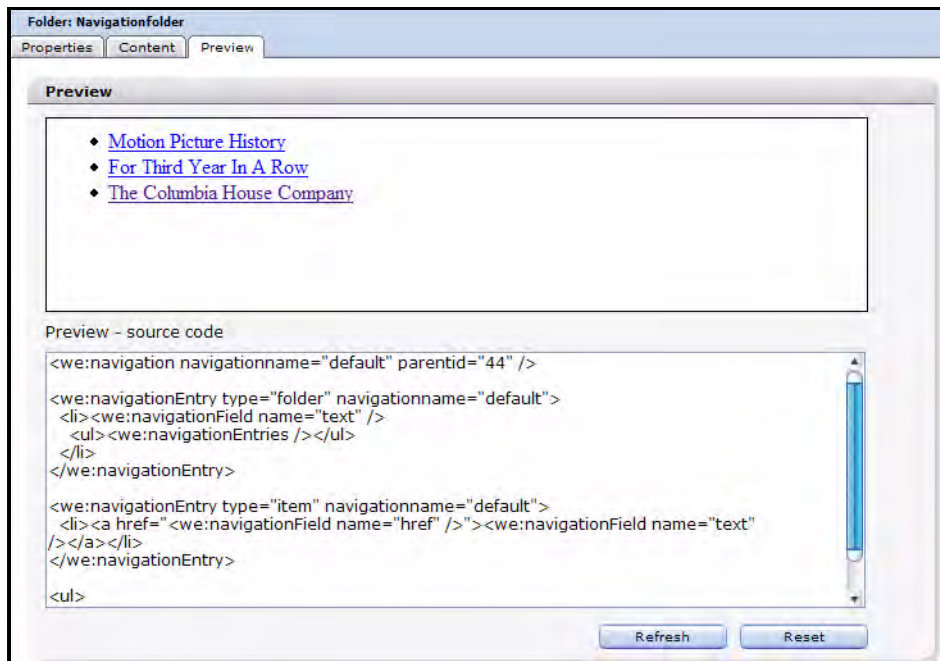 Folder: Navigationfolder
Properties Content Preview
Preview
Motion Picture History
For Third Year In A Row
The Columbia House Company
Preview - source code
<we:navigation navigationname="default" parentid="44" />
<we:navigationEntry type="folder" navigationname="default">
<li><we:navigationField name="text" />
<ul><we:navigationEntries /></ul>
</li>
</we:navigationEntry>
<we:navigationEntry type="item" navigationname="default">
<li><a href="<we:navigationField name="href" />"><we:navigationField name="text"
/></a></li>
</we:navigationEntry>
<ul>
Refresh Reset